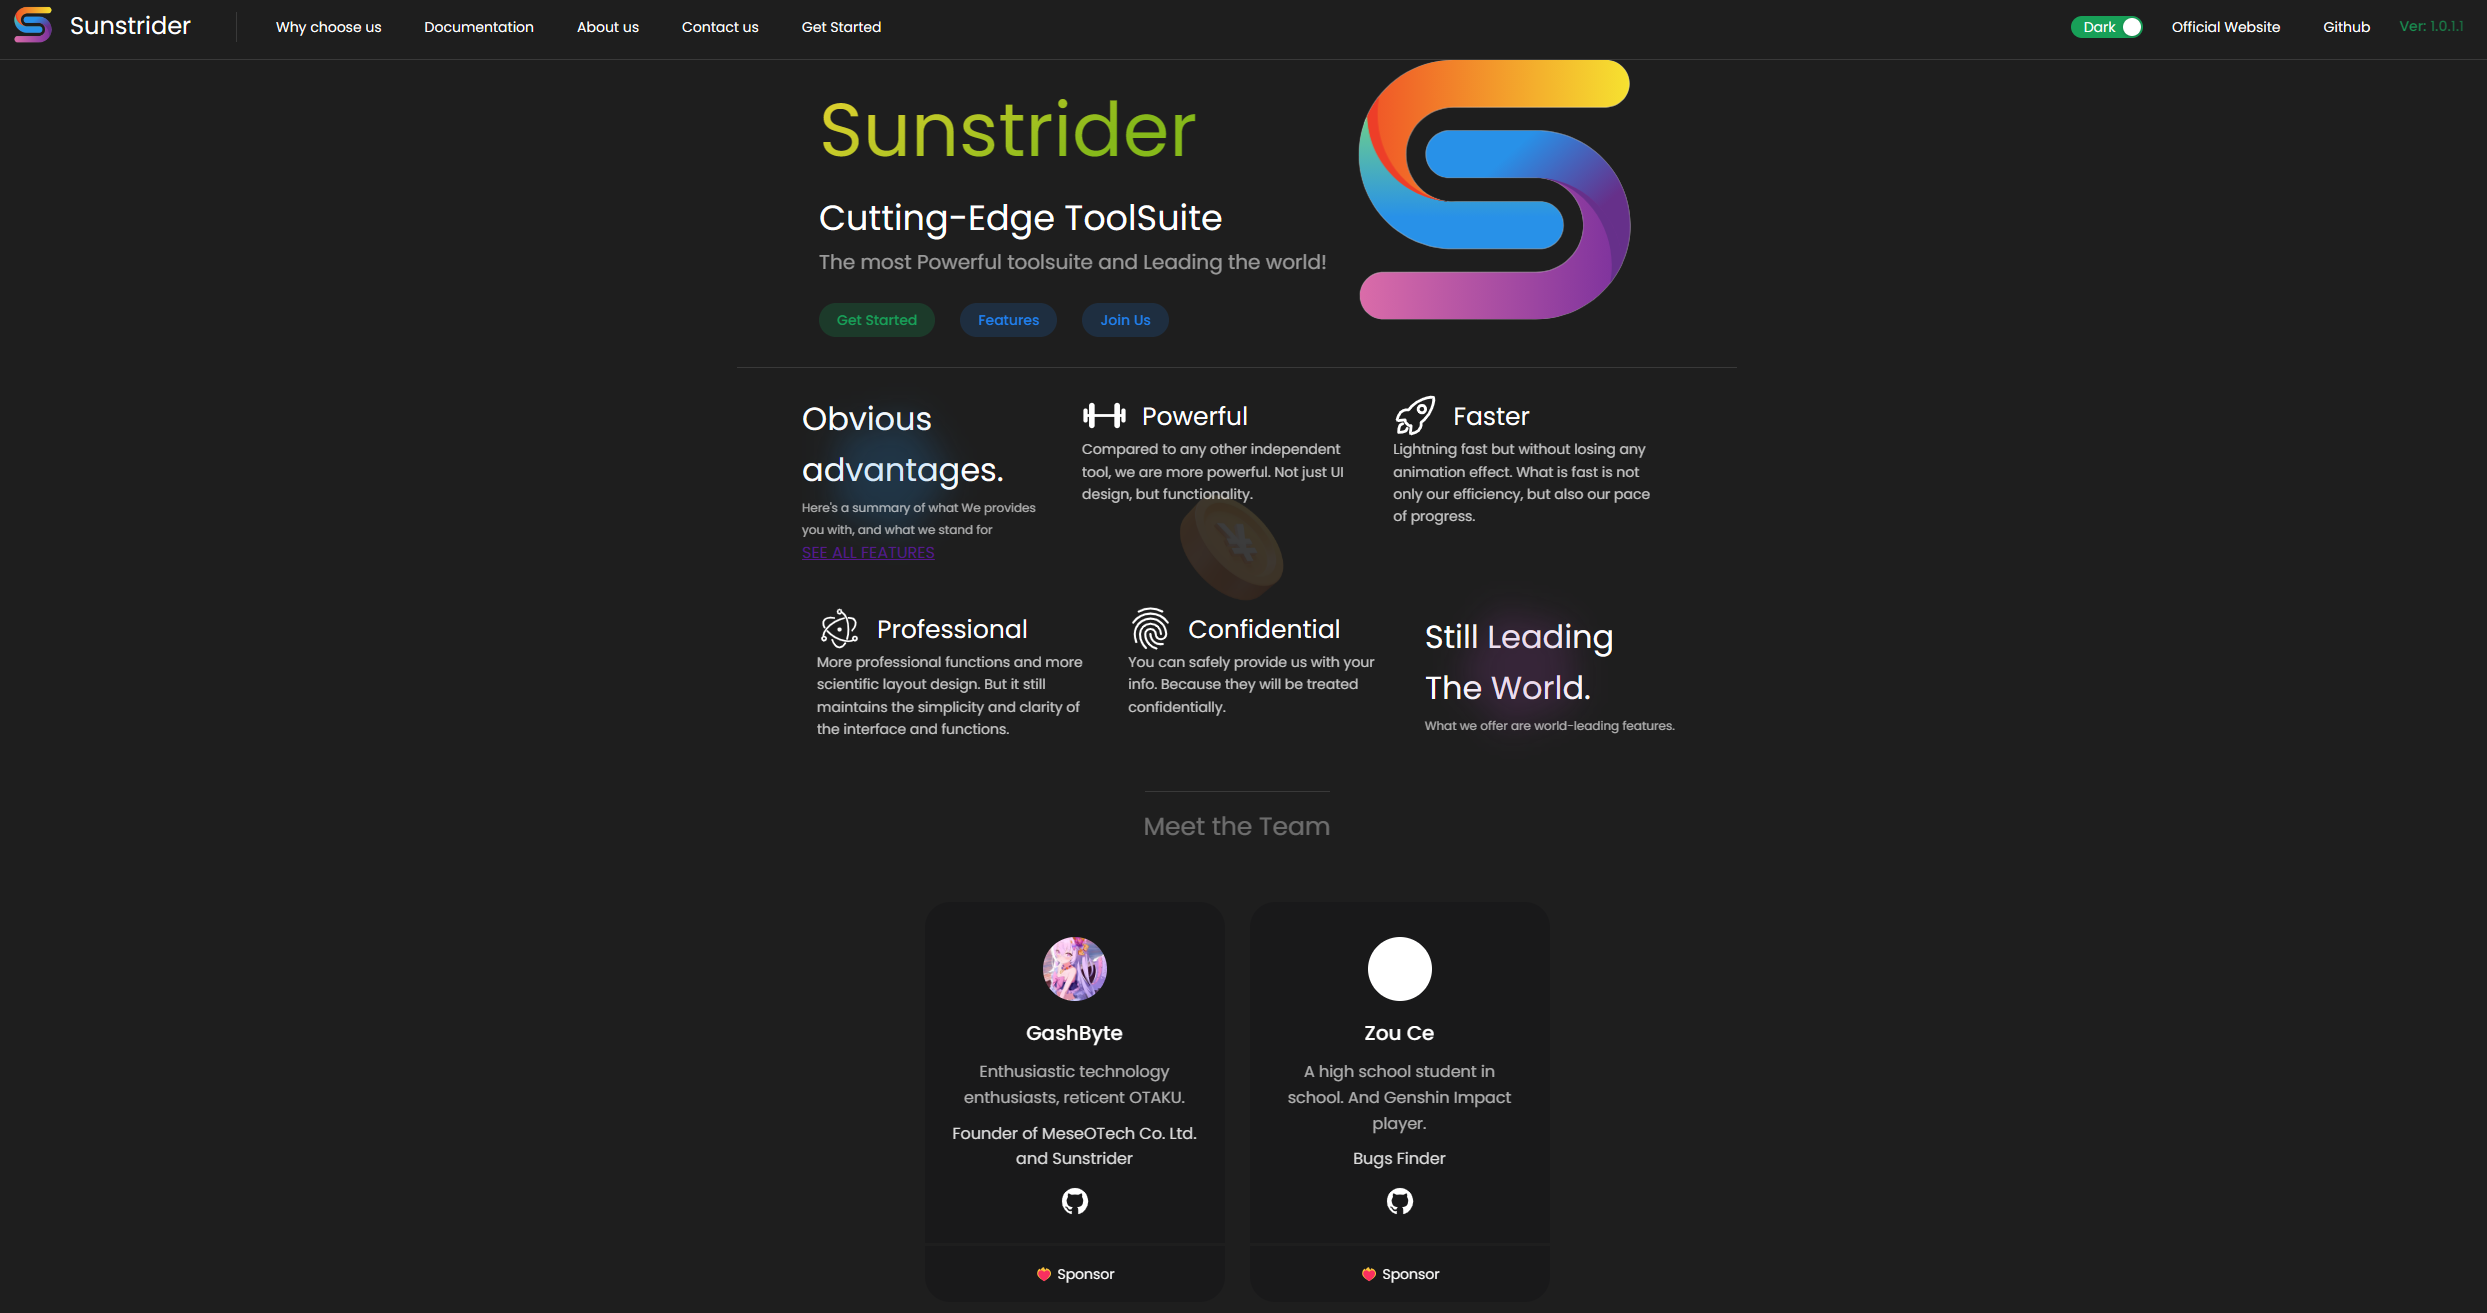 Sunstrider
Why choose us
Documentation
About us
Contact us
Get Started
Dark
Official Website
Github
Ver: 1.0.1.1
Sunstrider
Cutting-Edge ToolSuite
The most Powerful toolsuite and Leading the world!
Get Started
Features
Join Us
Obvious
advantages.
Here's a summary of what We provides
you with, and what we stand for
SEE ALL FEATURES
Powerful
Compared to any other independent
tool, we are more powerful. Not just UI
design, but functionality.
¥
Faster
Lightning fast but without losing any
animation effect. What is fast is not
only our efficiency, but also our pace
of progress.
Professional
More professional functions and more
scientific layout design. But it still
maintains the simplicity and clarity of
the interface and functions.
Confidential
You can safely provide us with your
info. Because they will be treated
confidentially.
Still Leading
The World.
What we offer are world-leading features.
Meet the Team
GashByte
Enthusiastic technology
enthusiasts, reticent OTAKU.
Founder of MeseOTech Co. Ltd.
and Sunstrider
Sponsor
Zou Ce
A high school student in
school. And Genshin Impact
player.
Bugs Finder
Sponsor